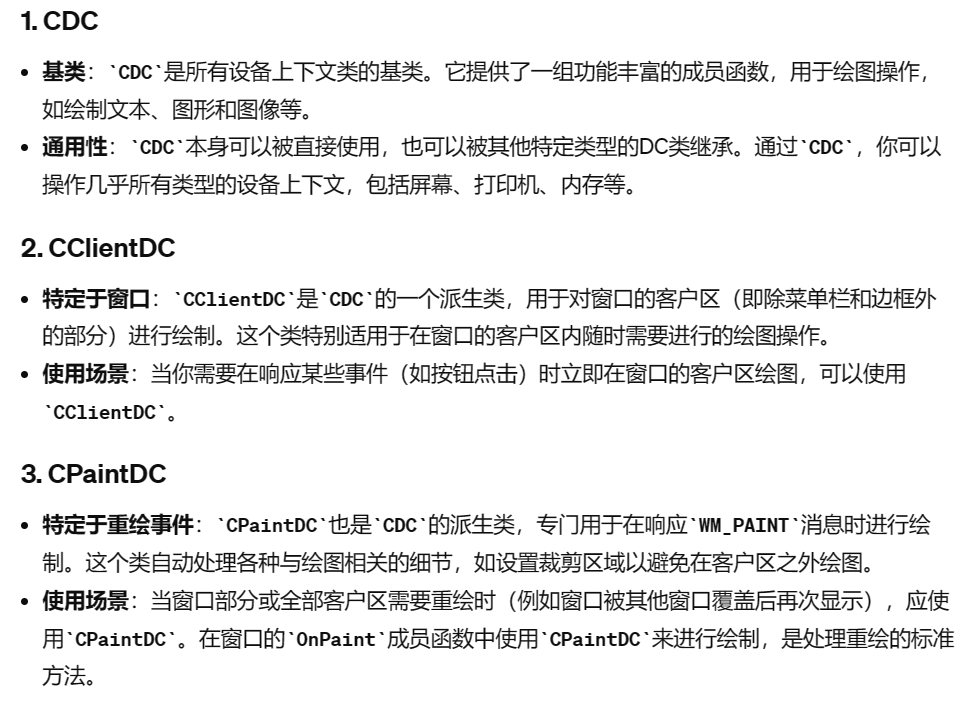 1. CDC
• 基类：`CDC`是所有设备上下文类的基类。它提供了一组功能丰富的成员函数，用于绘图操作，
如绘制文本、图形和图像等。
• 通用性：`CDC`本身可以被直接使用，也可以被其他特定类型的DC类继承。通过`CDC`，你可以
操作几乎所有类型的设备上下文，包括屏幕、打印机、内存等。
2. CClientDC
• 特定于窗口：`CClientDC`是`CDC`的一个派生类，用于对窗口的客户区（即除菜单栏和边框外
的部分）进行绘制。这个类特别适用于在窗口的客户区内随时需要进行的绘图操作。
• 使用场景：当你需要在响应某些事件（如按钮点击）时立即在窗口的客户区绘图，可以使用
`CClientDC`。
3. CPaintDC
• 特定于重绘事件：`CPaintDC`也是`CDC`的派生类，专门用于在响应`WM_PAINT`消息时进行绘
制。这个类自动处理各种与绘图相关的细节，如设置裁剪区域以避免在客户区之外绘图。
• 使用场景：当窗口部分或全部客户区需要重绘时（例如窗口被其他窗口覆盖后再次显示），应使
用`CPaintDC`。在窗口的`OnPaint`成员函数中使用`CPaintDC`来进行绘制，是处理重绘的标准
方法。